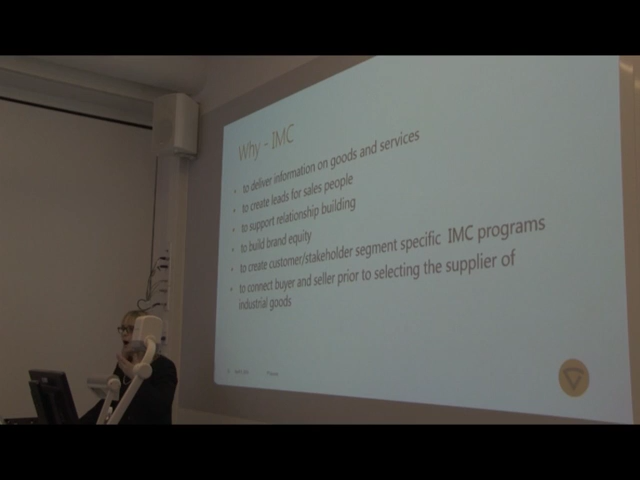 Why - IMC
• to deliver information on goods and services
• to create leads for sales people
• to support relationship building
• to build brand equity
• to create customer/stakeholder segment specific IMC programs
• to connect buyer and seller prior to selecting the supplier of
industrial goods